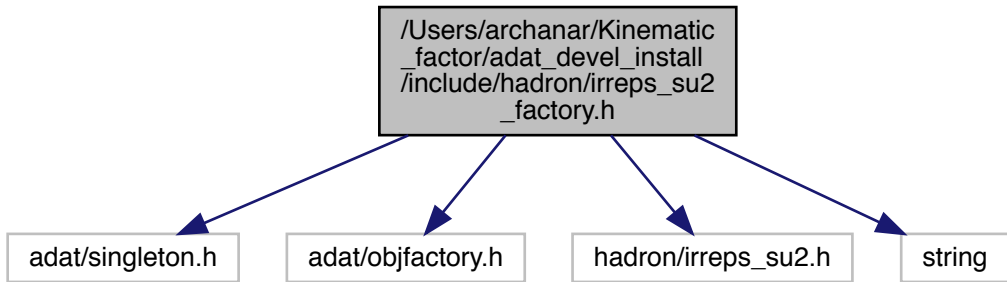 /Users/archanar/Kinematic
_factor/adat_devel_install
/include/hadron/irreps_su2
_factory.h
adat/singleton.h
adat/objfactory.h
hadron/irreps_su2.h
string